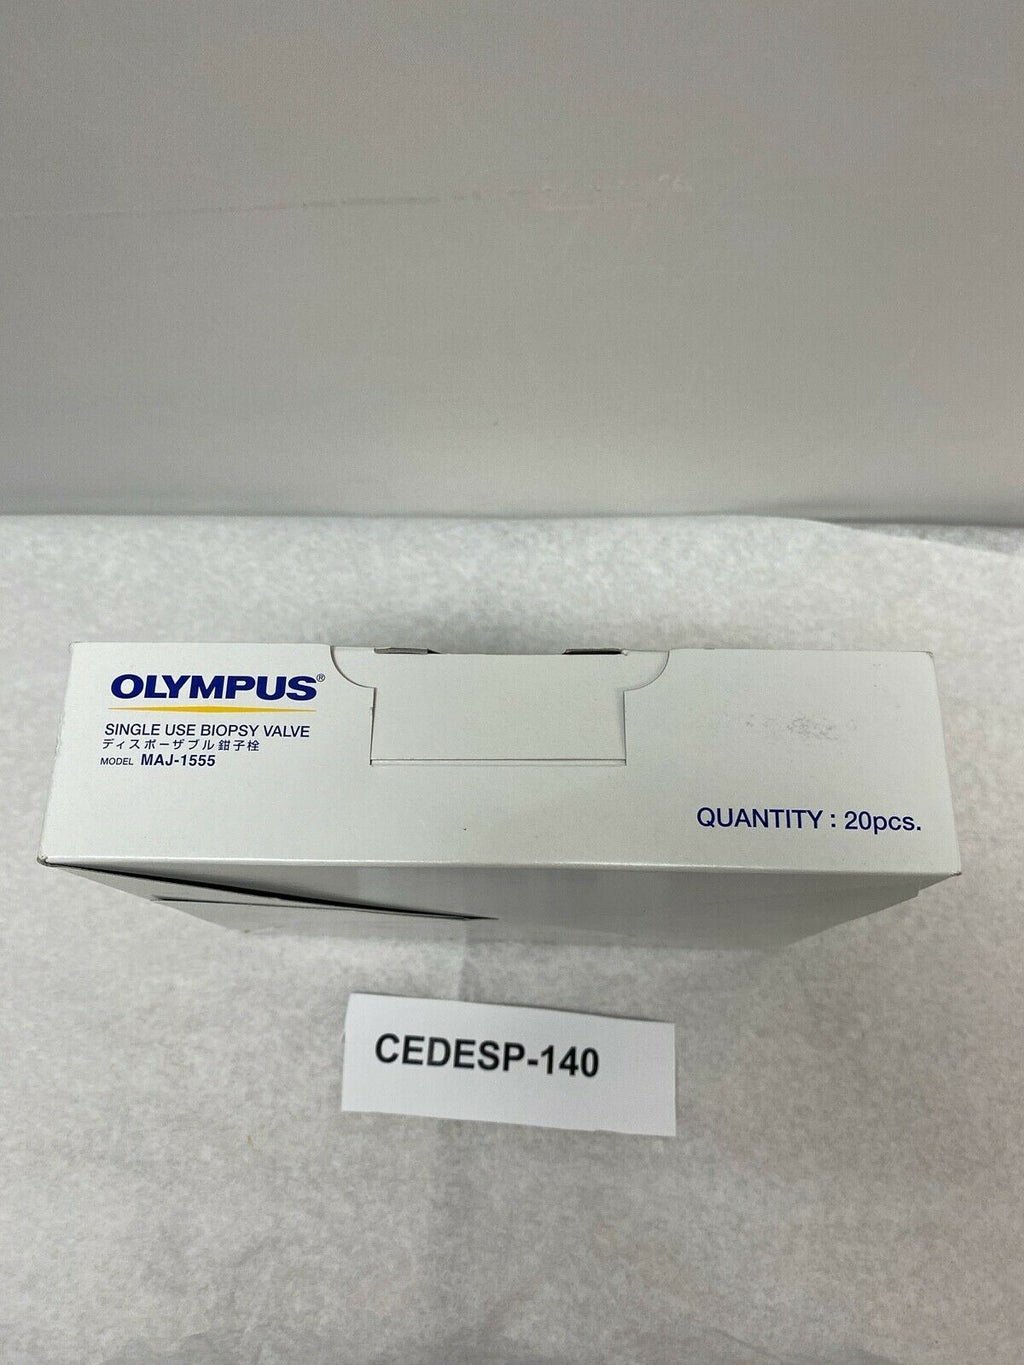 OLYMPUS®
SINGLE USE BIOPSY VALVE
ディスポーザブル鉗子栓
MODEL MAJ-1555
QUANTITY : 20pcs.
CEDESP-140